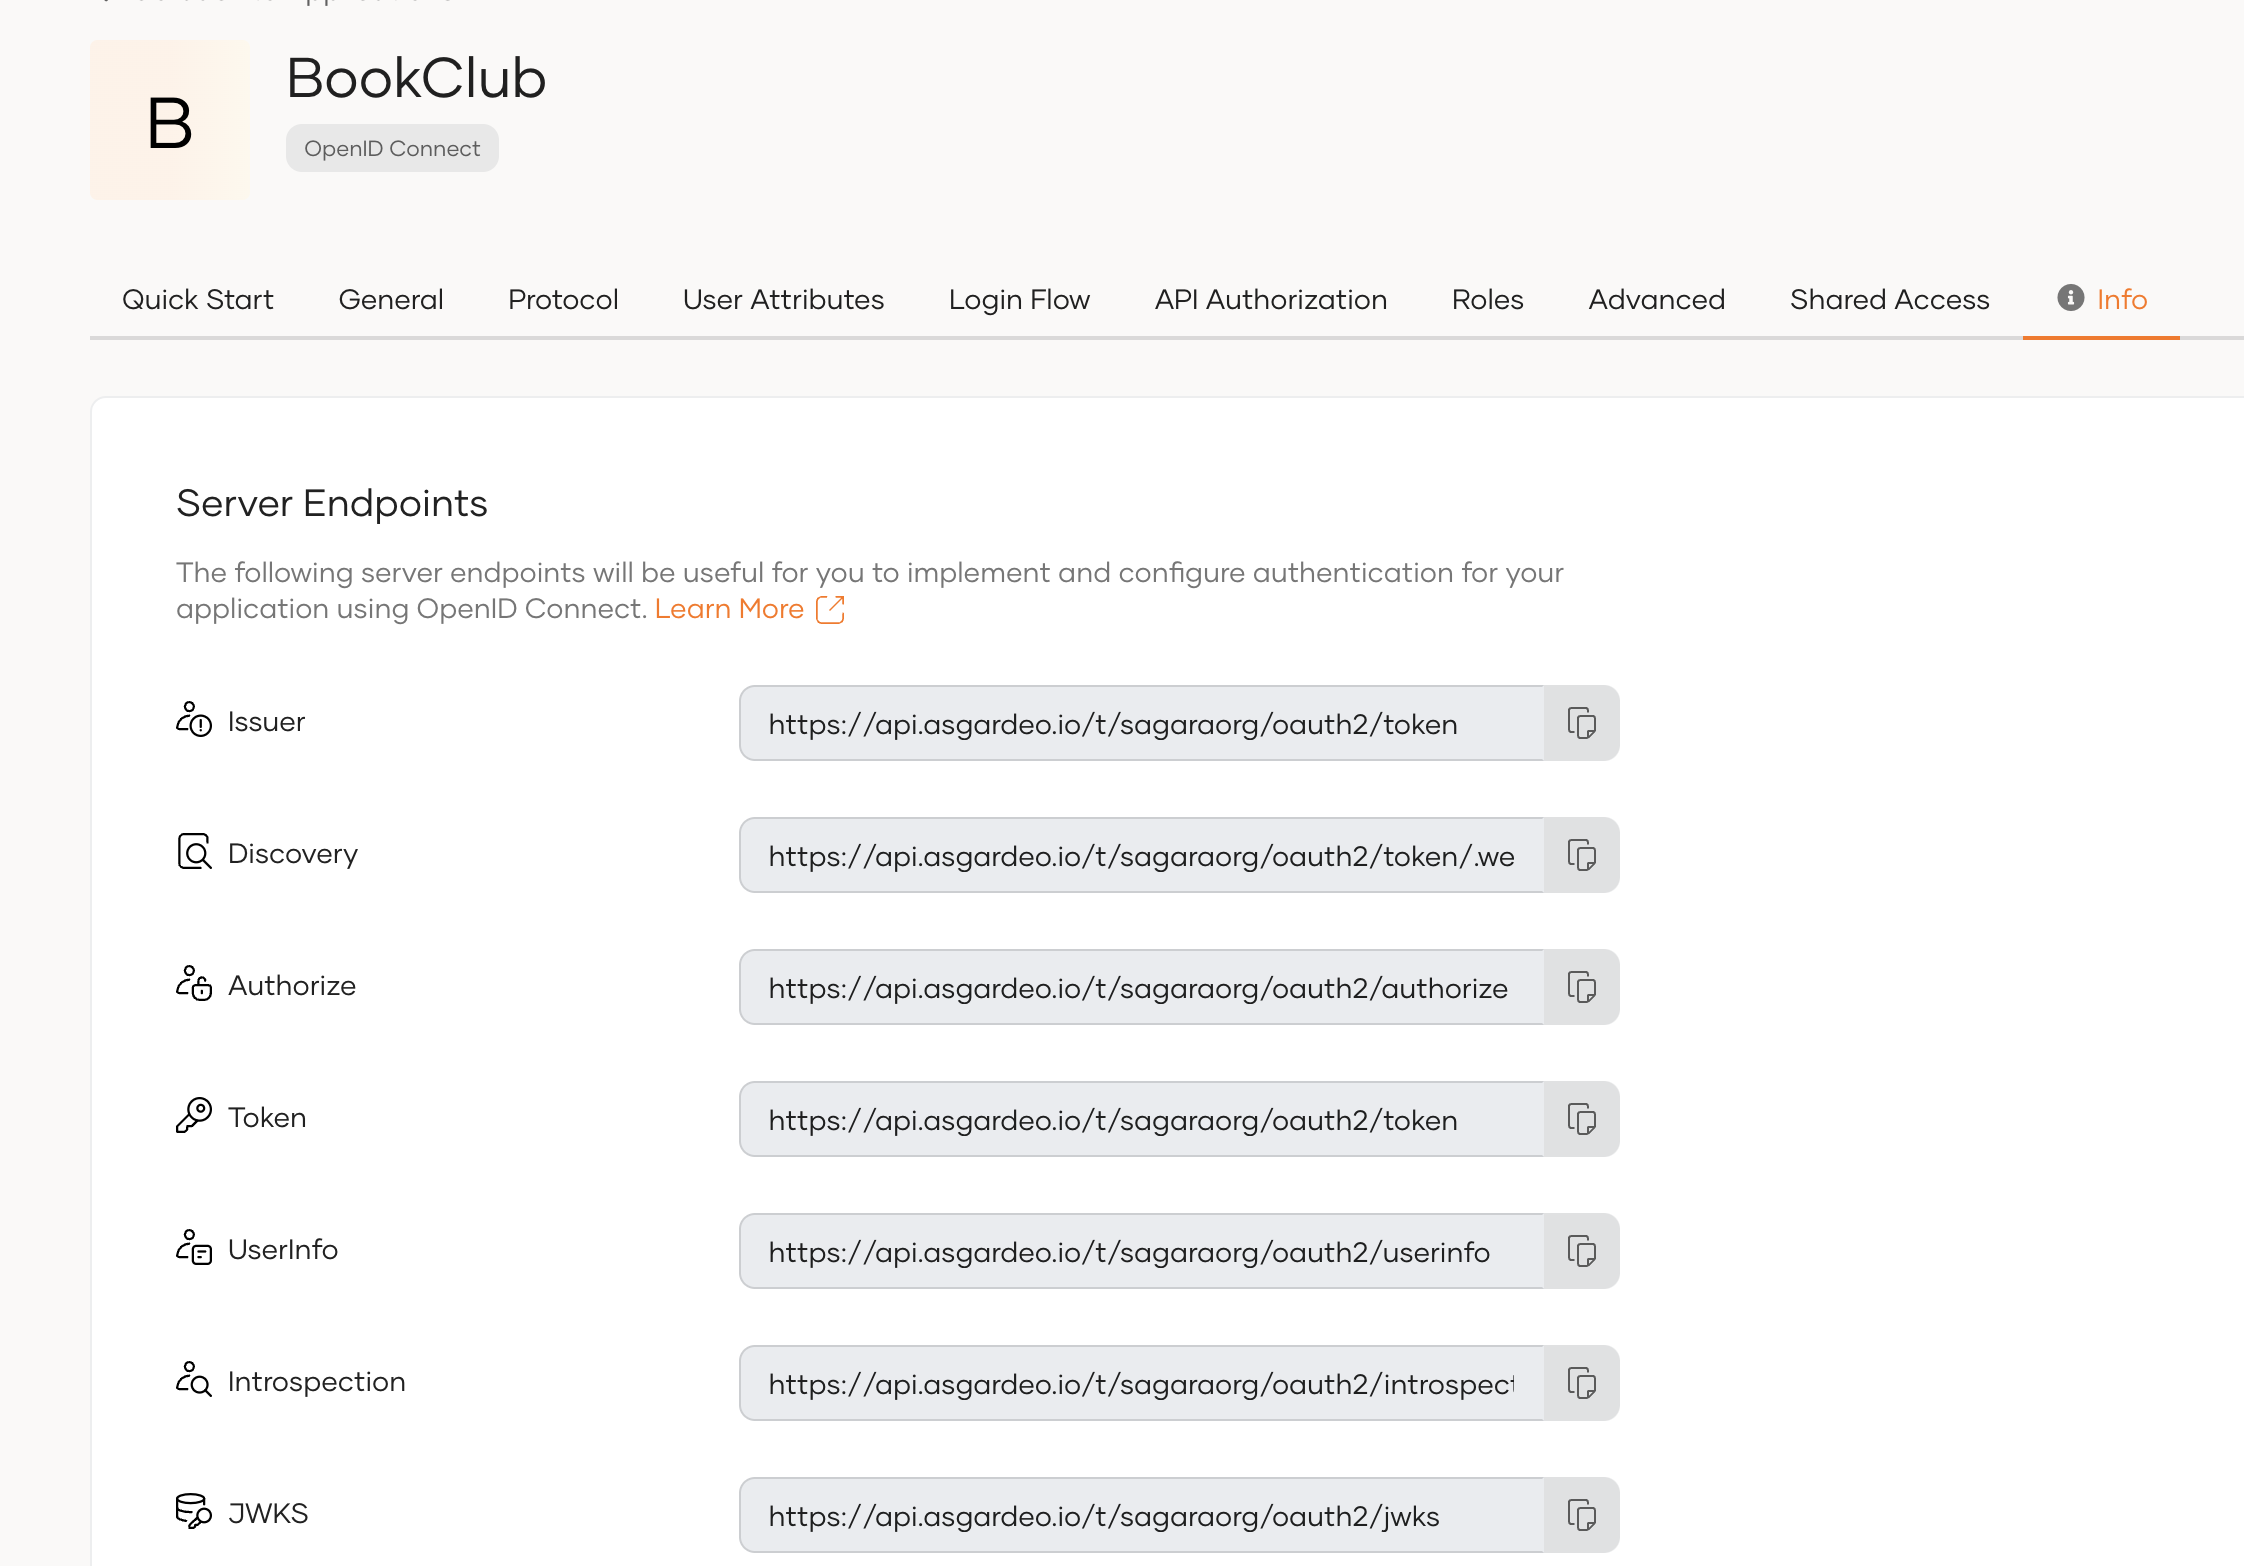 B
BookClub
OpenID Connect
Quick Start General Protocol User Attributes Login Flow API Authorization Roles Advanced Shared Access Info
Server Endpoints
The following server endpoints will be useful for you to implement and configure authentication for your
application using OpenID Connect. Learn More
Issuer https://api.asgardeo.io/t/sagaraorg/oauth2/token
Discovery https://api.asgardeo.io/t/sagaraorg/oauth2/token/.we
Authorize https://api.asgardeo.io/t/sagaraorg/oauth2/authorize
Token https://api.asgardeo.io/t/sagaraorg/oauth2/token
UserInfo https://api.asgardeo.io/t/sagaraorg/oauth2/userinfo
Introspection https://api.asgardeo.io/t/sagaraorg/oauth2/introspect
JWKS https://api.asgardeo.io/t/sagaraorg/oauth2/jwks